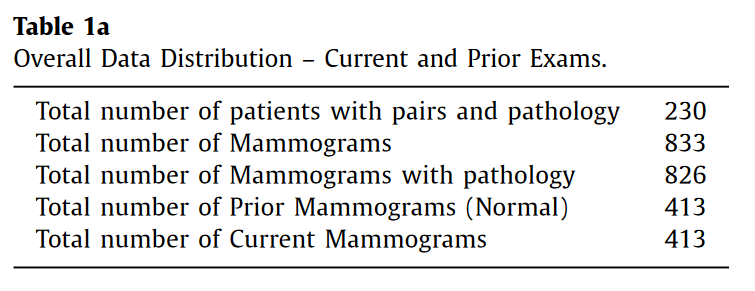 Table 1a
Overall Data Distribution – Current and Prior Exams.
Total number of patients with pairs and pathology 230
Total number of Mammograms 833
Total number of Mammograms with pathology 826
Total number of Prior Mammograms (Normal) 413
Total number of Current Mammograms 413